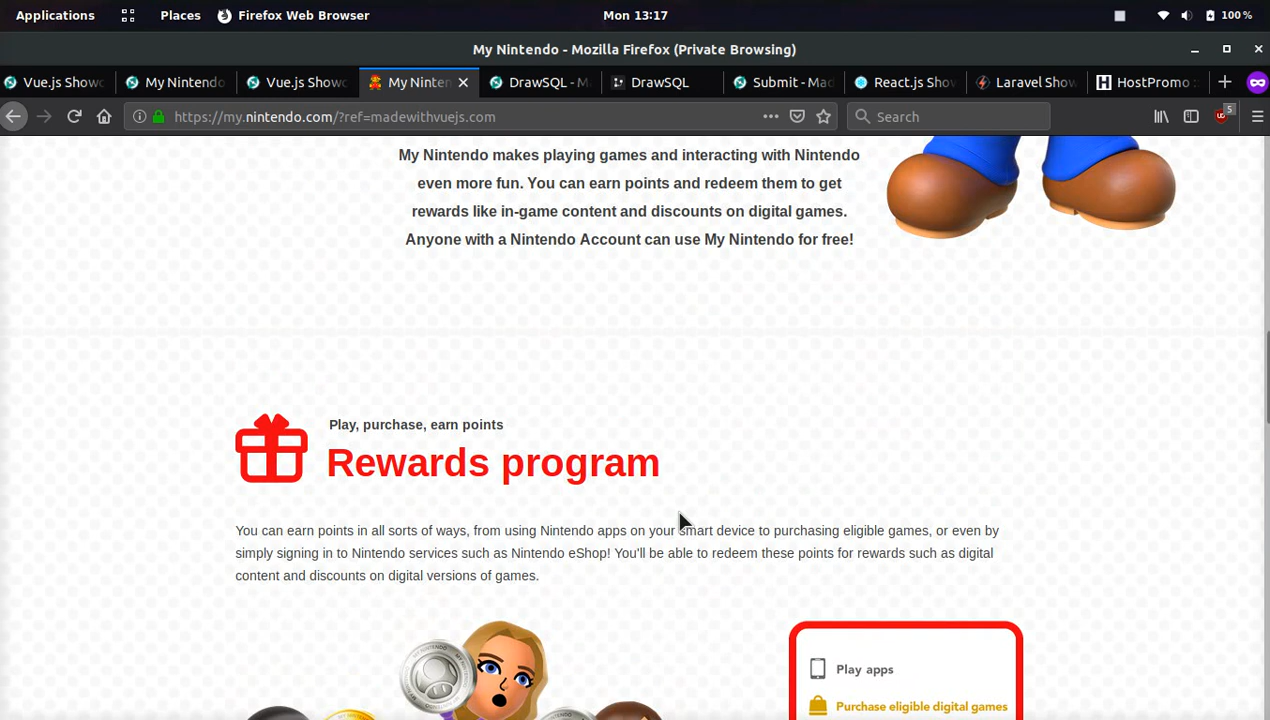 Applications Places Firefox Web Browser Mon 13:17 100 %
My Nintendo - Mozilla Firefox (Private Browsing)
Vue.js Showc My Nintendo Vue.js Showc My Ninten DrawSQL - M DrawSQL Submit - Mad React.js Sho Laravel Show HostPromo
https://my.nintendo.com/?ref=madewithvuejs.com Search 5
My Nintendo makes playing games and interacting with Nintendo
even more fun. You can earn points and redeem them to get
rewards like in-game content and discounts on digital games.
Anyone with a Nintendo Account can use My Nintendo for free!
Play, purchase, earn points
Rewards program
You can earn points in all sorts of ways, from using Nintendo apps on your smart device to purchasing eligible games, or even by
simply signing in to Nintendo services such as Nintendo eShop! You'll be able to redeem these points for rewards such as digital
content and discounts on digital versions of games.
Play apps
Purchase eligible digital games